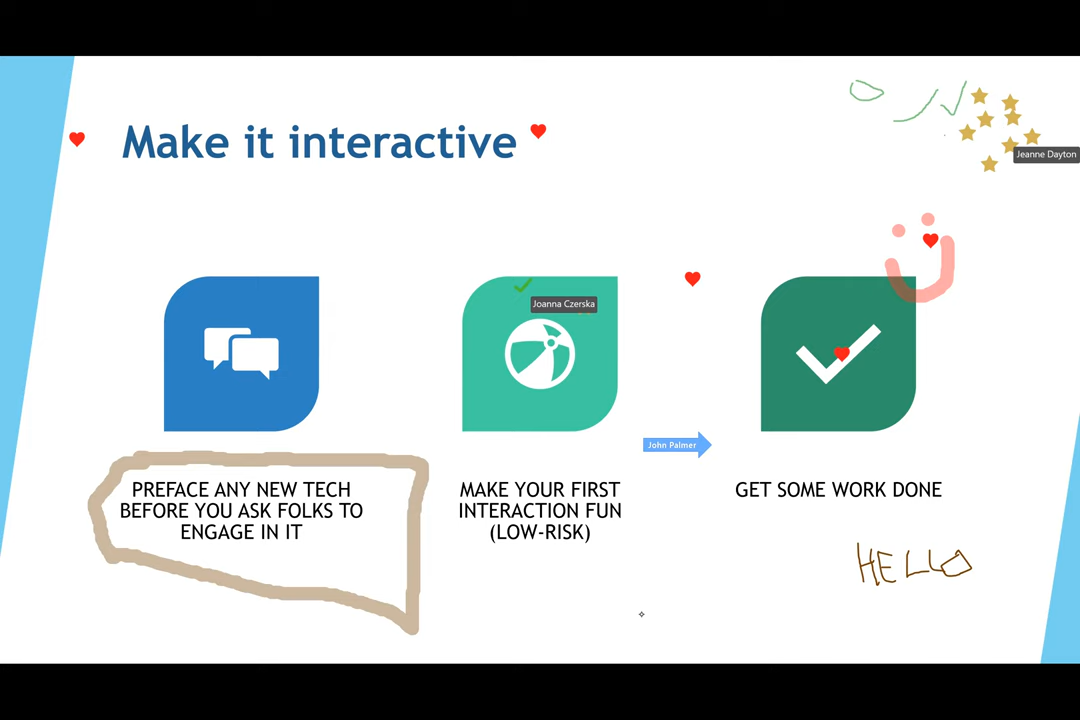 Make it interactive
Jeanne Dayton
Joanna Czerska
John Palmer
PREFACE ANY NEW TECH
BEFORE YOU ASK FOLKS TO
ENGAGE IN IT
MAKE YOUR FIRST
INTERACTION FUN
(LOW-RISK)
GET SOME WORK DONE
HELLO